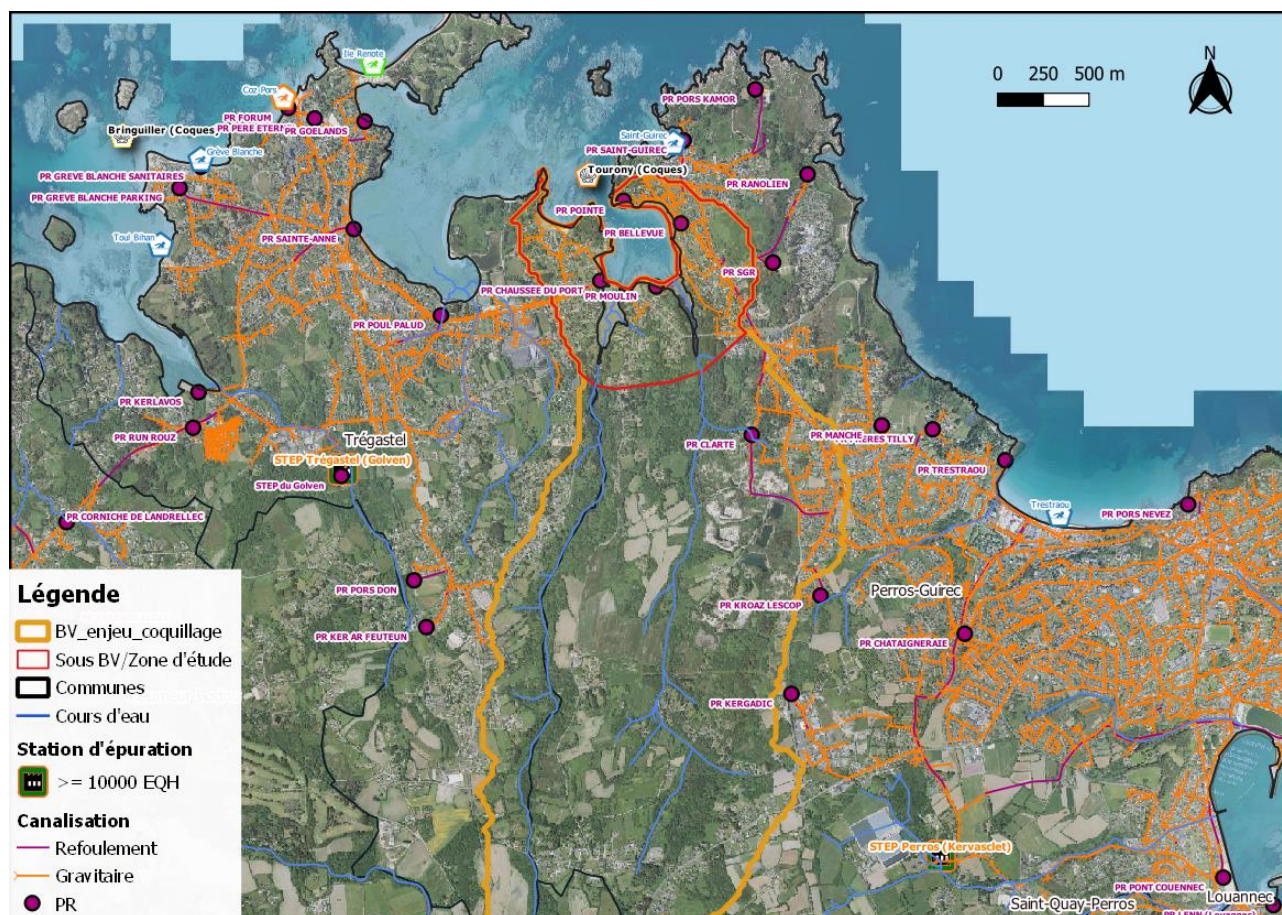 Ile Renote
Coz Pors
PR FORUM
PR PERE ETERNEL
PR GOELANDS
Bringuiller (Coques)
Grève Blanche
PR GREVE BLANCHE SANITAIRES
PR GREVE BLANCHE PARKING
Toul Bihan
PR SAINTE-ANNE
PR POUL PALUD
PR KERLAVOS
PR RUN ROUZ
Trégastel
STEP Trégastel (Golven)
STEP du Golven
PR CORNICHE DE LANDRELLEC
PR PORS DON
PR KER AR FEUTEUN
N
0 250 500 m
PR PORS KAMOR
Saint-Guirec
PR SAINT-GUIREC
Tourony (Coques)
PR RANOLIEN
PR POINTE
PR BELLEVUE
PR SGR
PR CHAUSSEE DU PORT
PR MOULIN
PR CLARTE
PR MANCHE
TILLY
PR TRESTRAOU
Trestraou
PR PORS NEVEZ
PR KROAZ LESCOP
Perros-Guirec
PR CHATAIGNERAIE
PR KERGADIC
STEP Perros (Kervasclet)
PR PONT COUENNEC
Saint-Quay-Perros
Louannec
Légende
BV_enjeu_coquillage
Sous BV/Zone d'étude
Communes
Cours d'eau
Station d'épuration
>= 10000 EQH
Canalisation
Refoulement
Gravitaire
PR